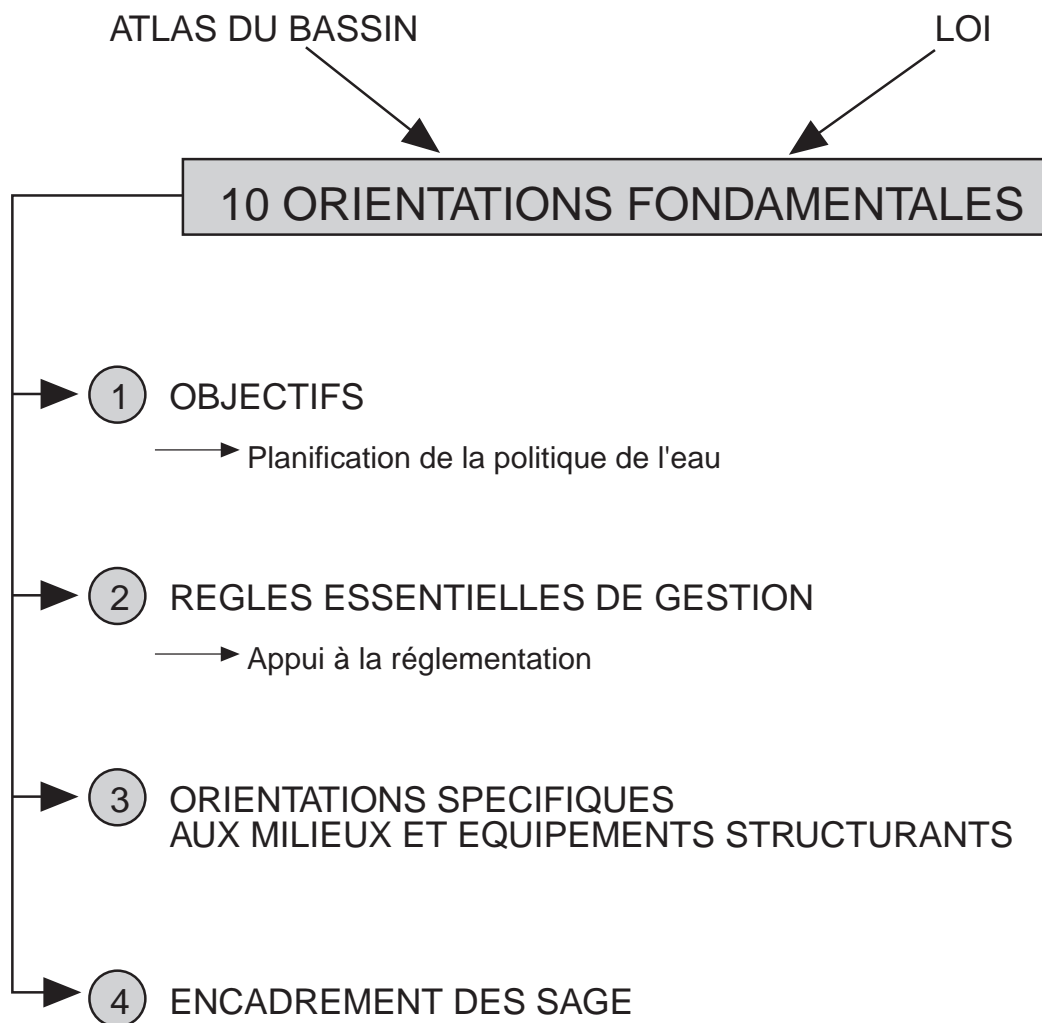 ATLAS DU BASSIN
LOI
10 ORIENTATIONS FONDAMENTALES
1 OBJECTIFS
Planification de la politique de l'eau
2 REGLES ESSENTIELLES DE GESTION
Appui à la réglementation
3 ORIENTATIONS SPECIFIQUES
AUX MILIEUX ET EQUIPEMENTS STRUCTURANTS
4 ENCADREMENT DES SAGE